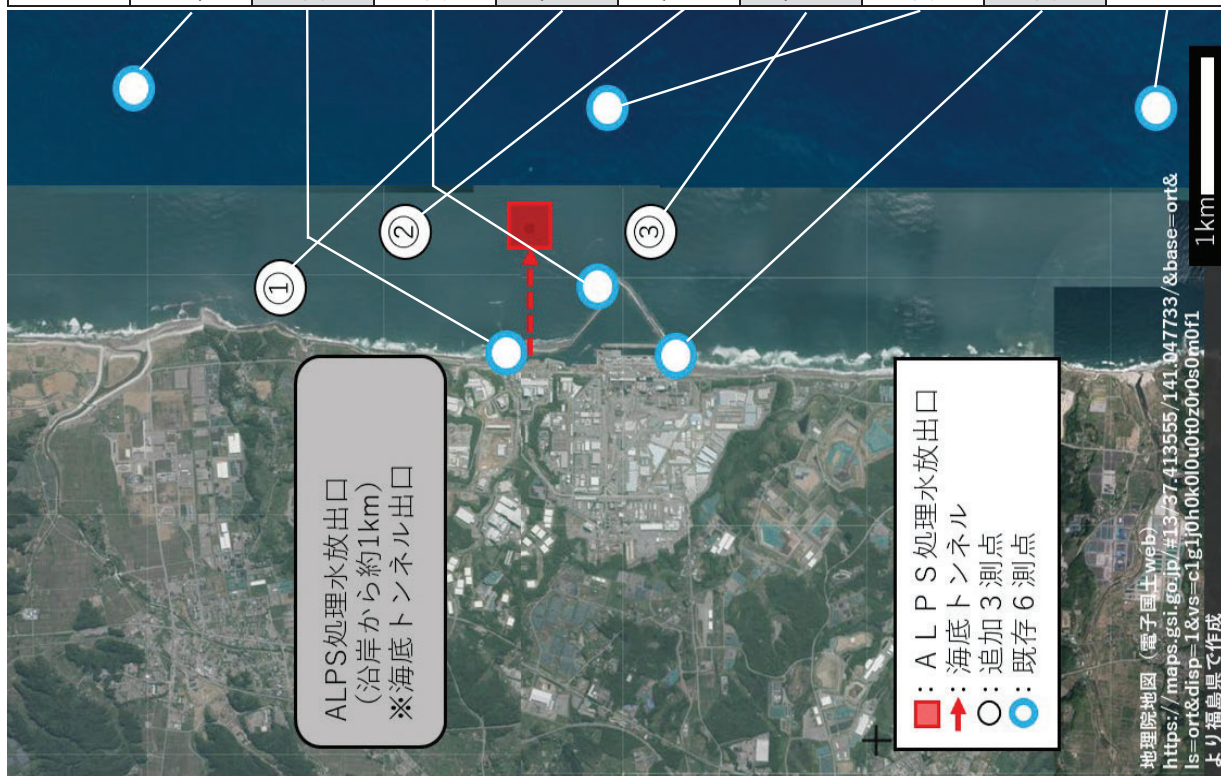 ①
②
③
ALPS処理水放出口
（沿岸から約1km）
※海底トンネル出口
：ＡＬＰＳ処理水放出口
：海底トンネル
：追加３測点
：既存６測点
1km
地理院地図（電子国土web）
https://maps.gsi.go.jp/#13/37.413555/141.047733/&base=ort&
ls=ort&disp=1&vs=c1g1j0h0k0l0u0t0z0r0s0m0f1
より福島県で作成